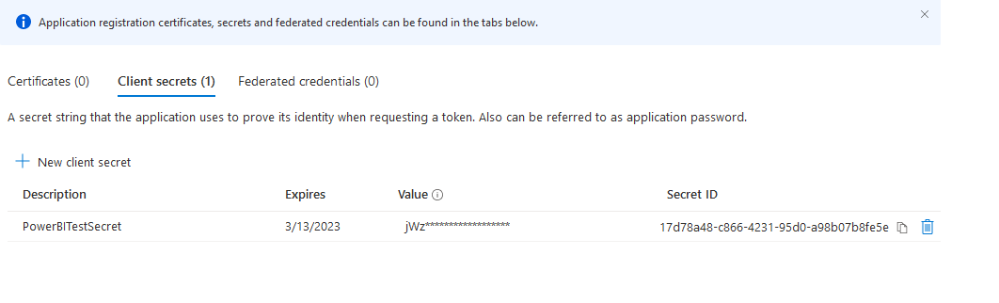 Application registration certificates, secrets and federated credentials can be found in the tabs below.
Certificates (0) Client secrets (1) Federated credentials (0)
A secret string that the application uses to prove its identity when requesting a token. Also can be referred to as application password.
New client secret
Description Expires Value Secret ID
PowerBITestSecret 3/13/2023 jWz****************** 17d78a48-c866-4231-95d0-a98b07b8fe5e